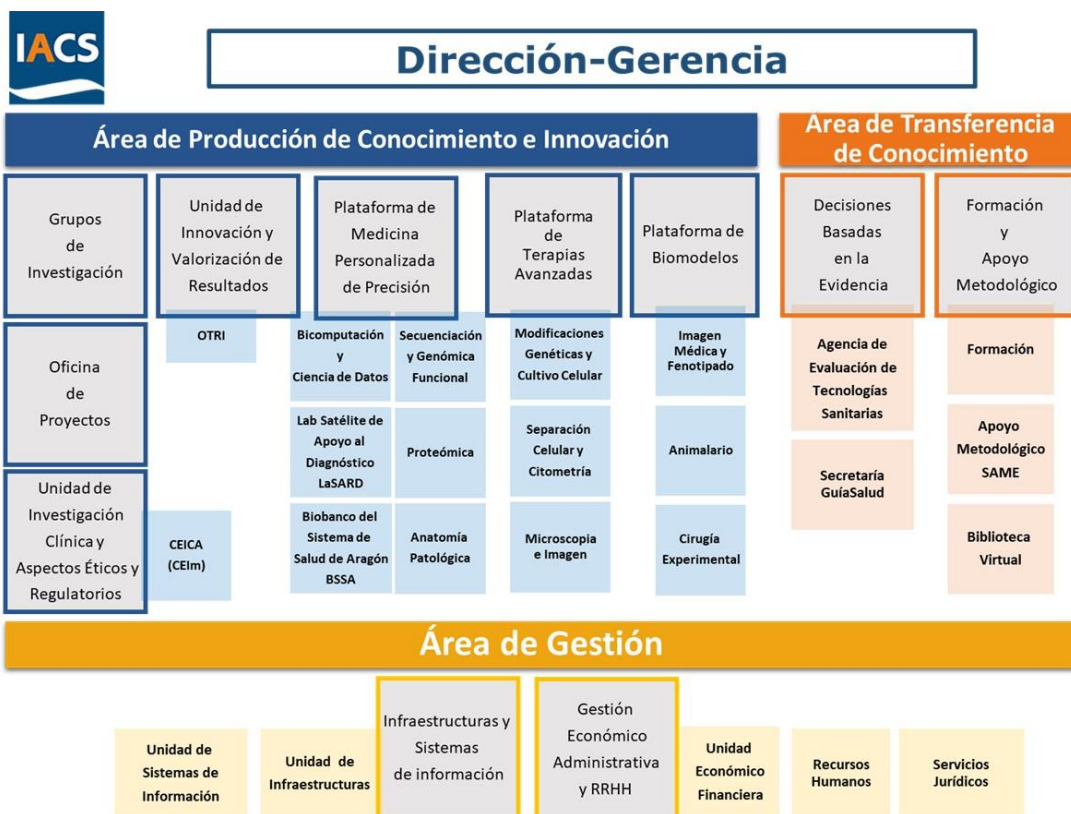 IACS
Dirección-Gerencia
Área de Producción de Conocimiento e Innovación
Área de Transferencia
de Conocimiento
Grupos
de
Investigación
Unidad de
Innovación y
Valorización de
Resultados
Plataforma de
Medicina
Personalizada
de Precisión
Plataforma
de
Terapias
Avanzadas
Plataforma de
Biomodelos
Decisiones
Basadas
en la
Evidencia
Formación
y
Apoyo
Metodológico
OTRI
Bicomputación
y
Ciencia de Datos
Secuenciación
y Genómica
Funcional
Modificaciones
Genéticas y
Cultivo Celular
Imagen
Médica y
Fenotipado
Agencia de
Evaluación de
Tecnologías
Sanitarias
Formación
Oficina
de
Proyectos
Lab Satélite de
Apoyo al
Diagnóstico
LaSARD
Proteómica
Separación
Celular y
Citometría
Animalario
Secretaría
GuíaSalud
Apoyo
Metodológico
SAME
Unidad de
Investigación
Clínica y
Aspectos Éticos y
Regulatorios
CEICA
(CEIm)
Biobanco del
Sistema de
Salud de Aragón
BSSA
Anatomía
Patológica
Microscopia
e Imagen
Cirugía
Experimental
Biblioteca
Virtual
Área de Gestión
Unidad de
Sistemas de
Información
Unidad de
Infraestructuras
Infraestructuras y
Sistemas
de información
Gestión
Económico
Administrativa
y RRHH
Unidad
Económico
Financiera
Recursos
Humanos
Servicios
Jurídicos